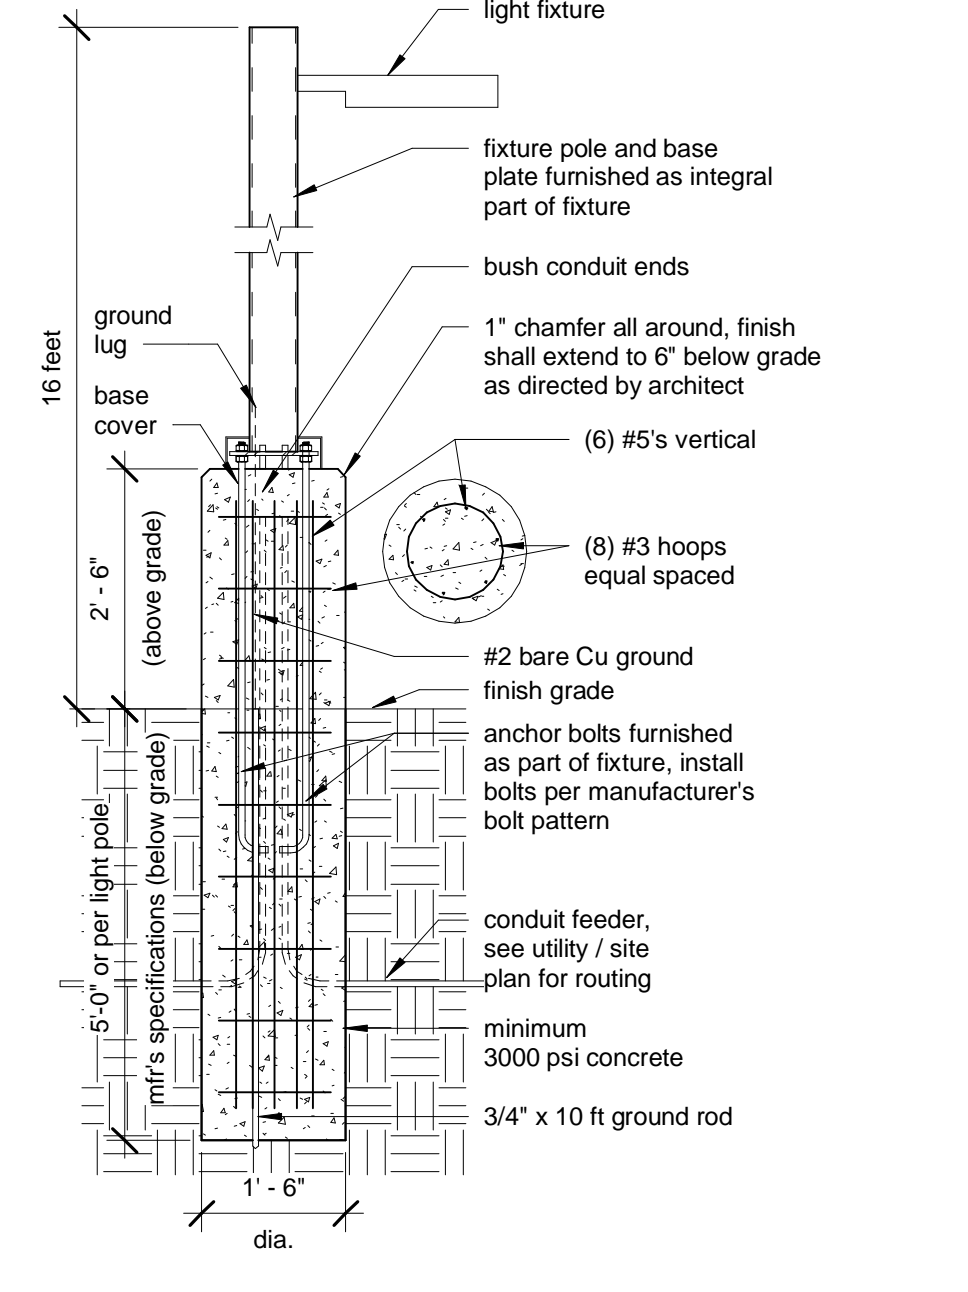 light fixture
fixture pole and base
plate furnished as integral
part of fixture
bush conduit ends
ground
lug
1" chamfer all around, finish
shall extend to 6" below grade
as directed by architect
16 feet
base
cover
(6) #5's vertical
2' - 6"
(above grade)
(8) #3 hoops
equal spaced
#2 bare Cu ground
finish grade
anchor bolts furnished
as part of fixture, install
bolts per manufacturer's
bolt pattern
5'-0" or per light pole
mfr's specifications (below grade)
conduit feeder,
see utility / site
plan for routing
minimum
3000 psi concrete
3/4" x 10 ft ground rod
1' - 6"
dia.